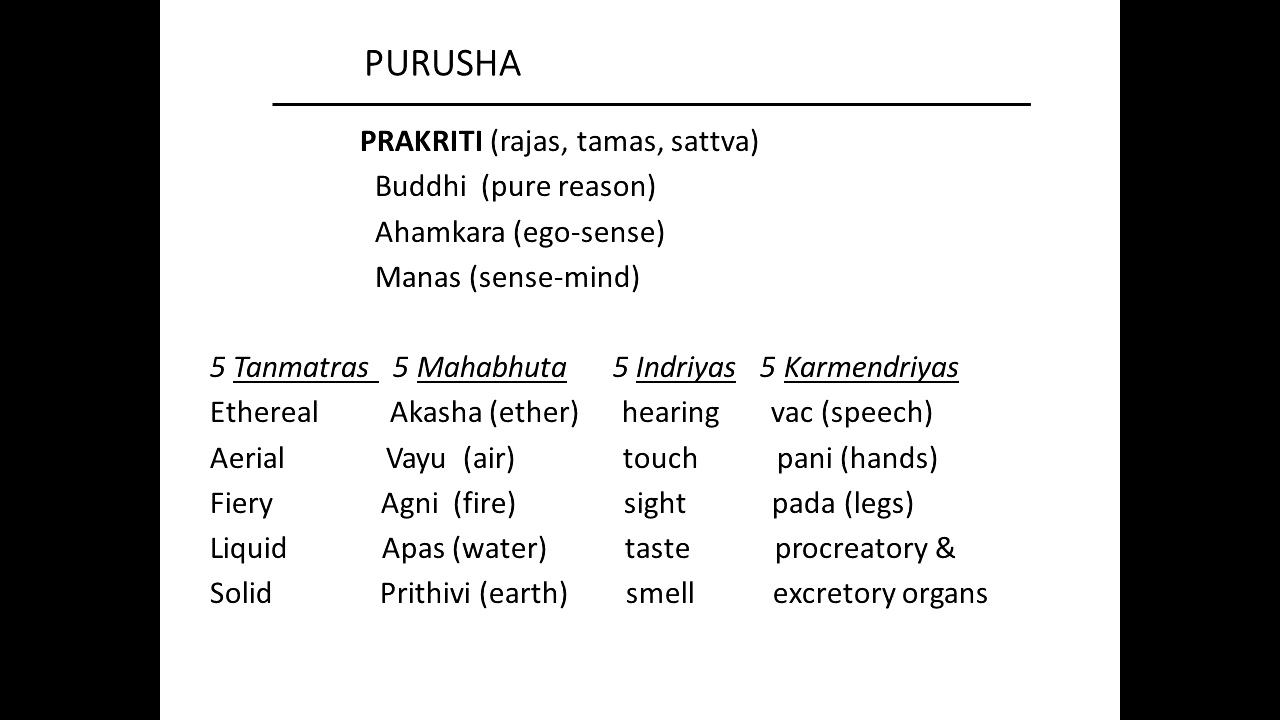 PURUSHA
PRAKRITI (rajas, tamas, sattva)
Buddhi (pure reason)
Ahamkara (ego-sense)
Manas (sense-mind)
5 Tanmatras 5 Mahabhuta 5 Indriyas 5 Karmendriyas
Ethereal Akasha (ether) hearing vac (speech)
Aerial Vayu (air) touch pani (hands)
Fiery Agni (fire) sight pada (legs)
Liquid Apas (water) taste procreatory &
Solid Prithivi (earth) smell excretory organs